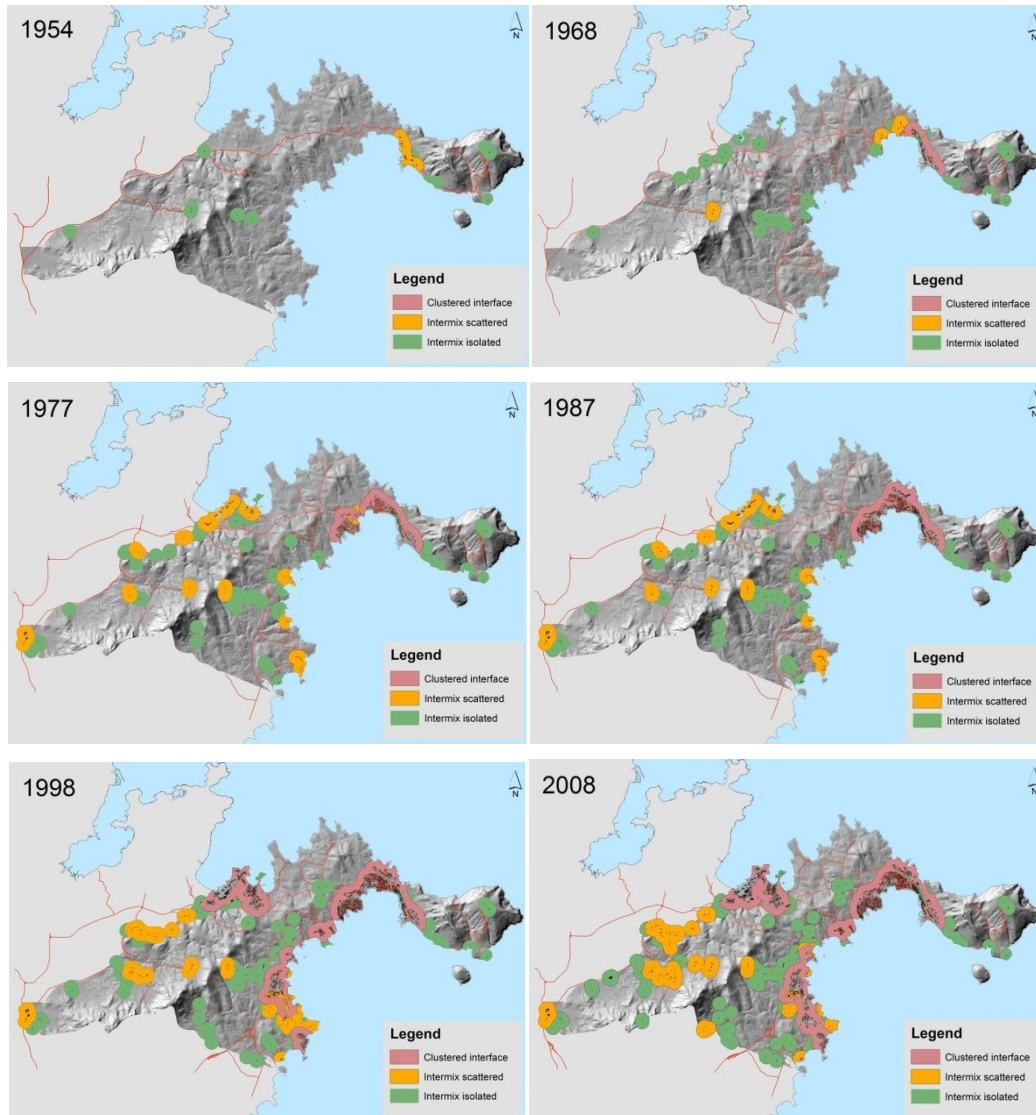 1954
N
Legend
Clustered interface
Intermix scattered
Intermix isolated
1968
N
Legend
Clustered interface
Intermix scattered
Intermix isolated
1977
N
Legend
Clustered interface
Intermix scattered
Intermix isolated
1987
N
Legend
Clustered interface
Intermix scattered
Intermix isolated
1998
N
Legend
Clustered interface
Intermix scattered
Intermix isolated
2008
N
Legend
Clustered interface
Intermix scattered
Intermix isolated